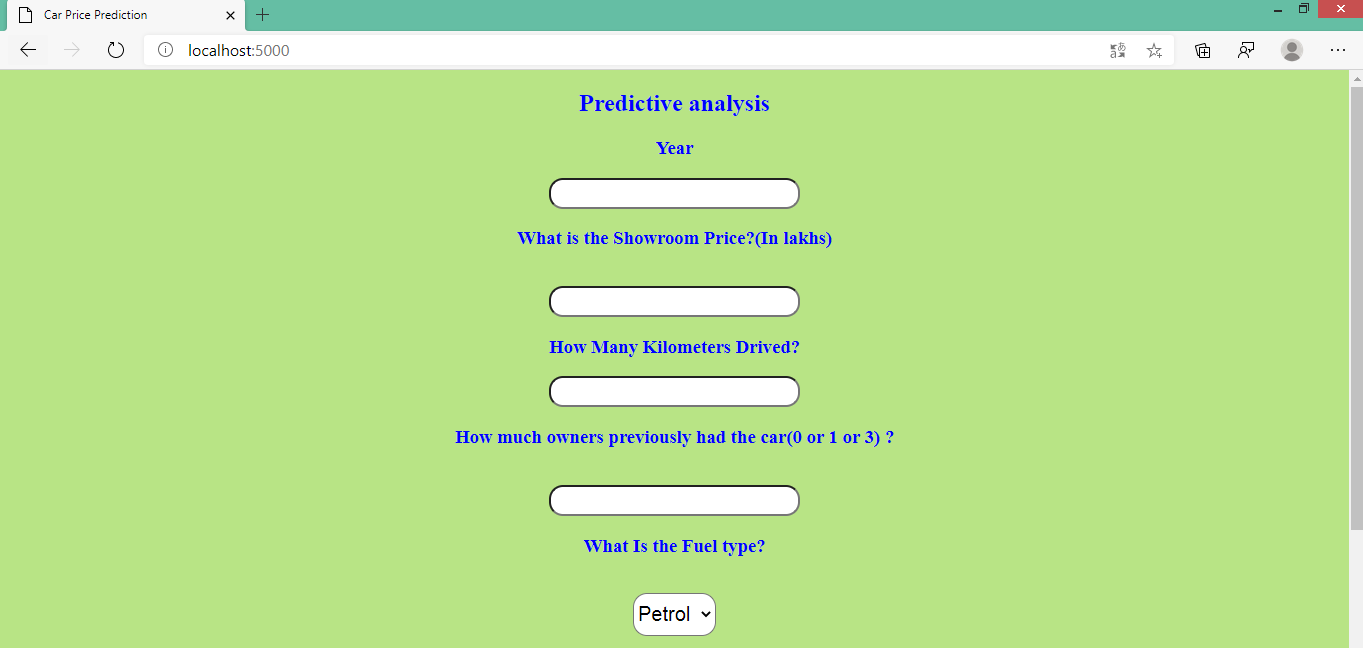 Car Price Prediction
localhost:5000
Predictive analysis
Year
What is the Showroom Price?(In lakhs)
How Many Kilometers Drived?
How much owners previously had the car(0 or 1 or 3) ?
What Is the Fuel type?
Petrol